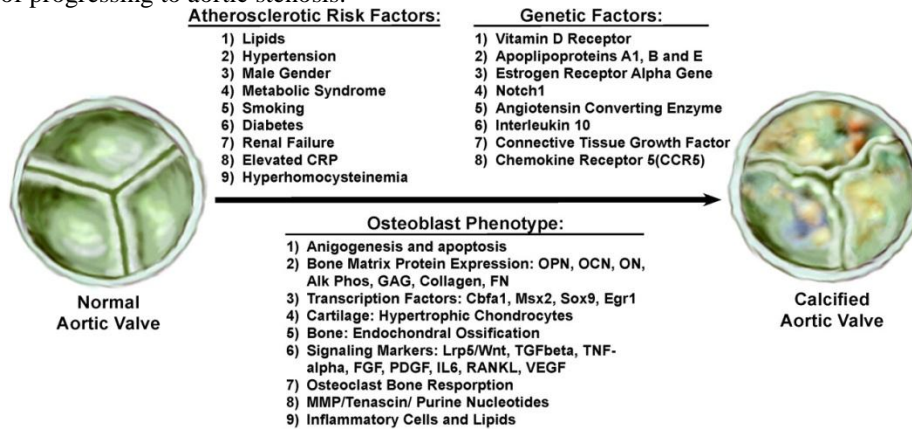 of progressing to aortic stenosis.
Atherosclerotic Risk Factors:
1) Lipids
2) Hypertension
3) Male Gender
4) Metabolic Syndrome
5) Smoking
6) Diabetes
7) Renal Failure
8) Elevated CRP
9) Hyperhomocysteinemia
Genetic Factors:
1) Vitamin D Receptor
2) Apoplipoproteins A1, B and E
3) Estrogen Receptor Alpha Gene
4) Notch1
5) Angiotensin Converting Enzyme
6) Interleukin 10
7) Connective Tissue Growth Factor
8) Chemokine Receptor 5(CCR5)
Normal
Aortic Valve
Osteoblast Phenotype:
1) Anigogenesis and apoptosis
2) Bone Matrix Protein Expression: OPN, OCN, ON,
Alk Phos, GAG, Collagen, FN
3) Transcription Factors: Cbfa1, Msx2, Sox9, Egr1
4) Cartilage: Hypertrophic Chondrocytes
5) Bone: Endochondral Ossification
6) Signaling Markers: Lrp5/Wnt, TGFbeta, TNF-
alpha, FGF, PDGF, IL6, RANKL, VEGF
7) Osteoclast Bone Resporption
8) MMP/Tenascin/ Purine Nucleotides
9) Inflammatory Cells and Lipids
Calcified
Aortic Valve